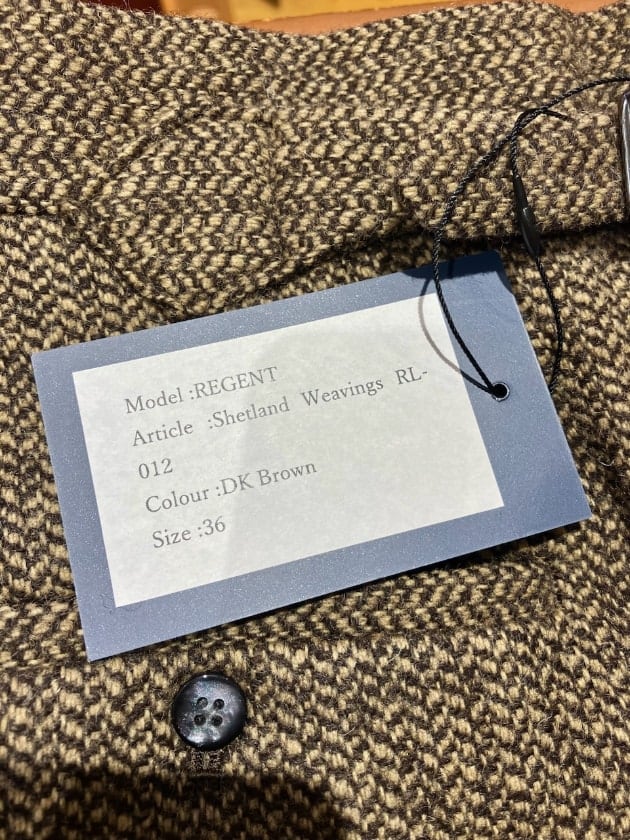 Model :REGENT
Article :Shetland Weavings RL-
012
Colour :DK Brown
Size :36